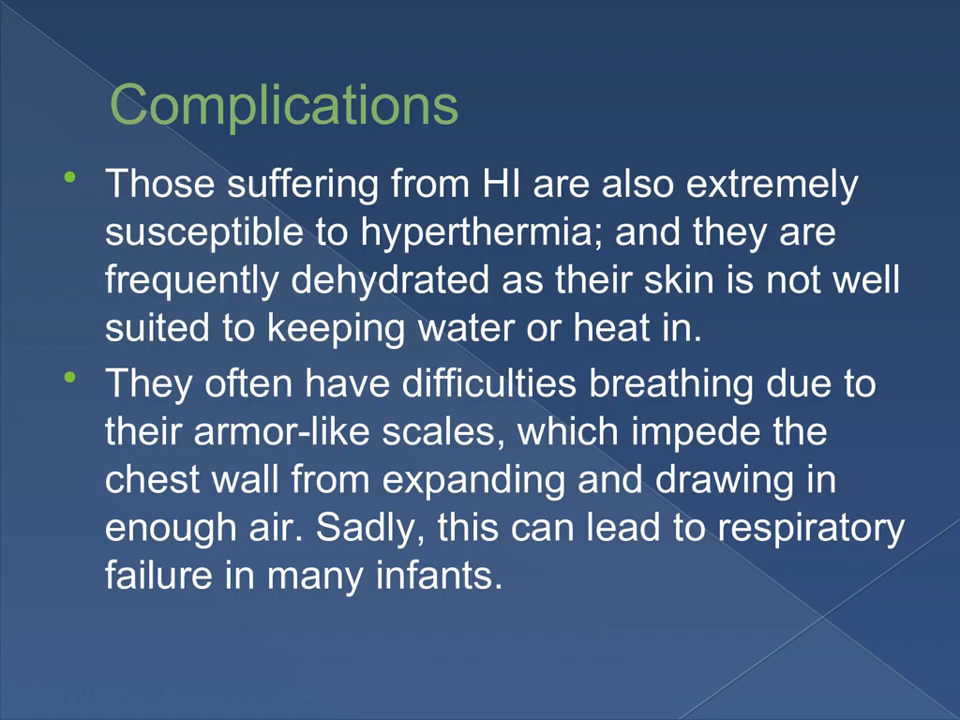 Complications
• Those suffering from HI are also extremely
susceptible to hyperthermia; and they are
frequently dehydrated as their skin is not well
suited to keeping water or heat in.
• They often have difficulties breathing due to
their armor-like scales, which impede the
chest wall from expanding and drawing in
enough air. Sadly, this can lead to respiratory
failure in many infants.